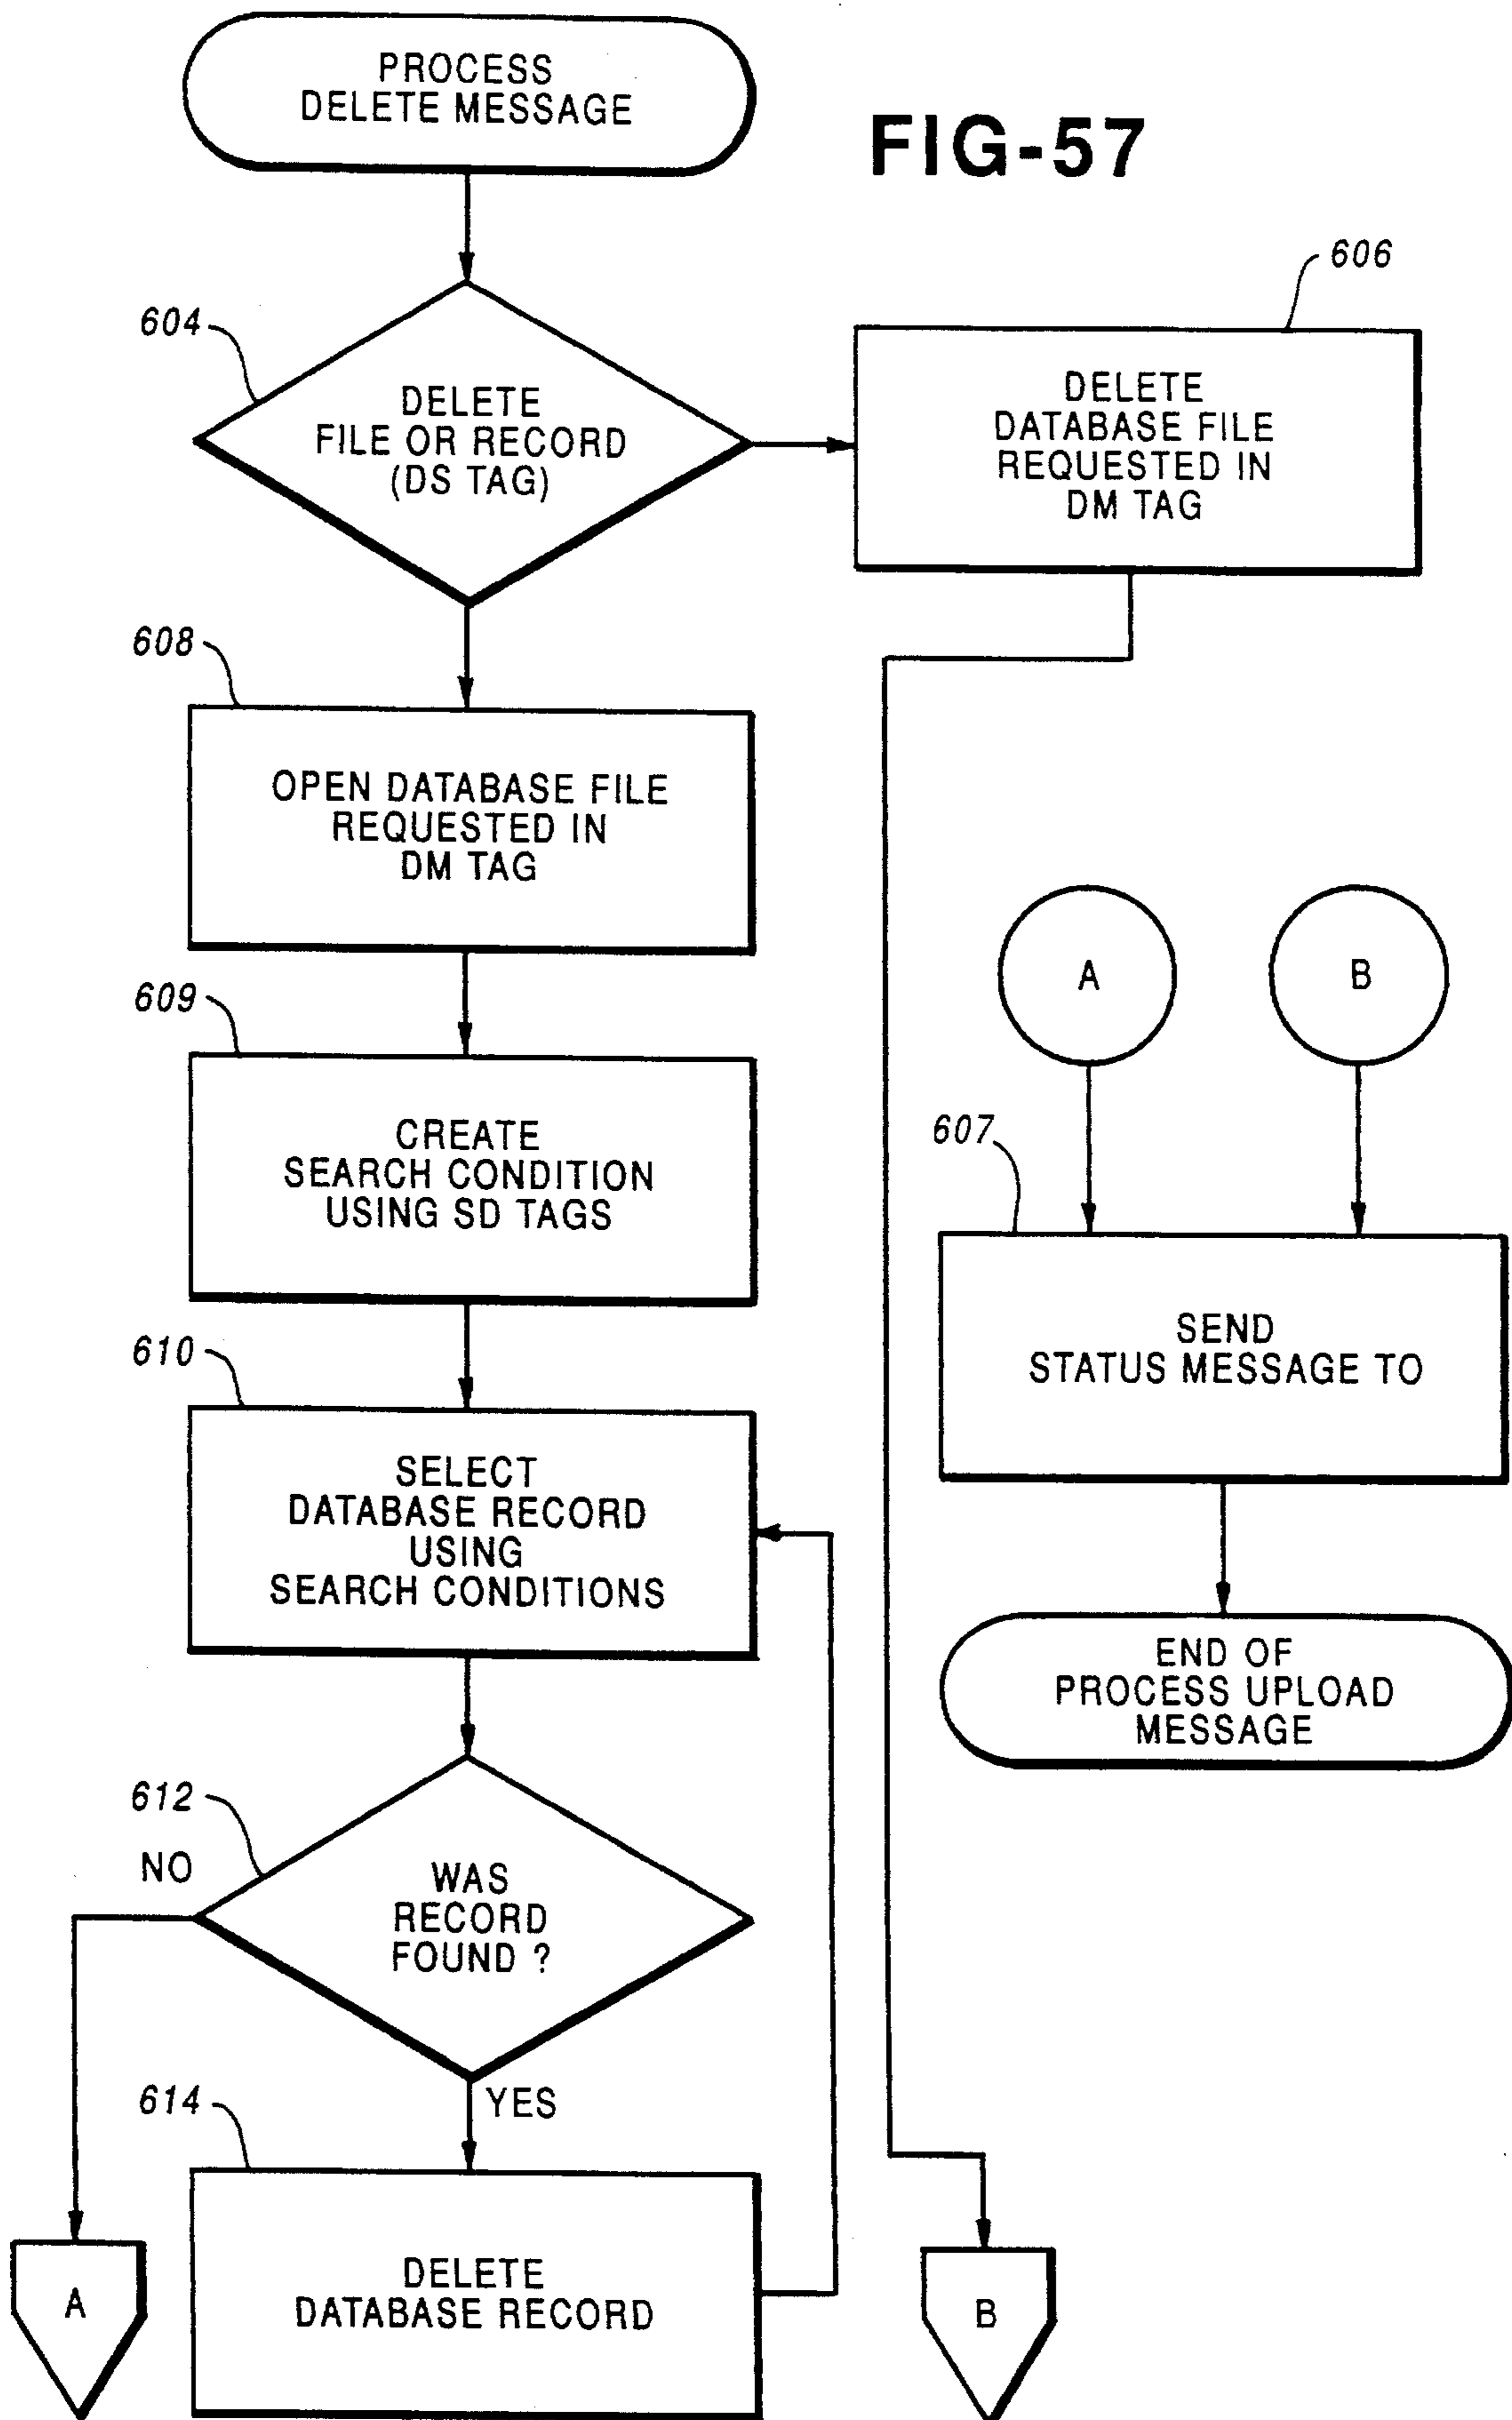 PROCESS
DELETE MESSAGE
FIG-57
604
DELETE
FILE OR RECORD
(DS TAG)
606
DELETE
DATABASE FILE
REQUESTED IN
DM TAG
608
OPEN DATABASE FILE
REQUESTED IN
DM TAG
609
CREATE
SEARCH CONDITION
USING SD TAGS
610
SELECT
DATABASE RECORD
USING
SEARCH CONDITIONS
612
NO
WAS
RECORD
FOUND ?
YES
614
DELETE
DATABASE RECORD
A
B
A
B
607
SEND
STATUS MESSAGE TO
END OF
PROCESS UPLOAD
MESSAGE